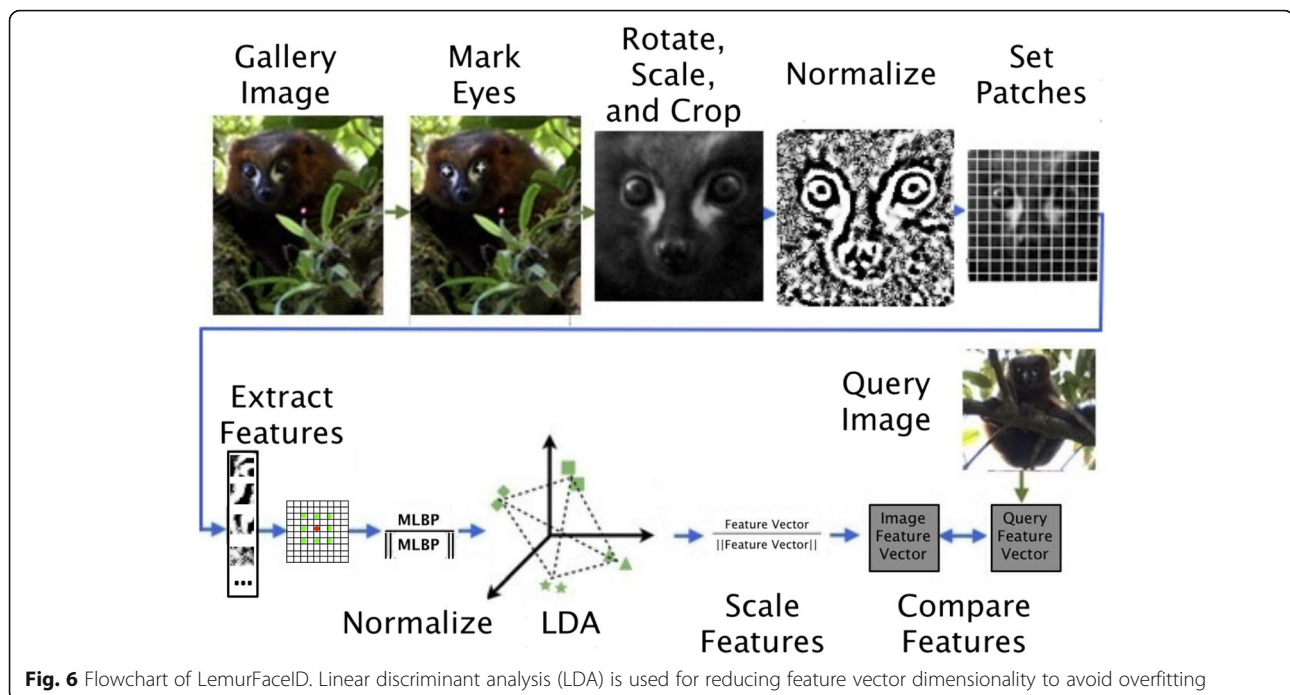 Gallery
Image
Mark
Eyes
Rotate,
Scale,
and Crop
Normalize
Set
Patches
Extract
Features
MLBP
||MLBP||
Normalize
LDA
Feature Vector
||Feature Vector||
Scale
Features
Query
Image
Image
Feature
Vector
Query
Feature
Vector
Compare
Features
Fig. 6 Flowchart of LemurFaceID. Linear discriminant analysis (LDA) is used for reducing feature vector dimensionality to avoid overfitting